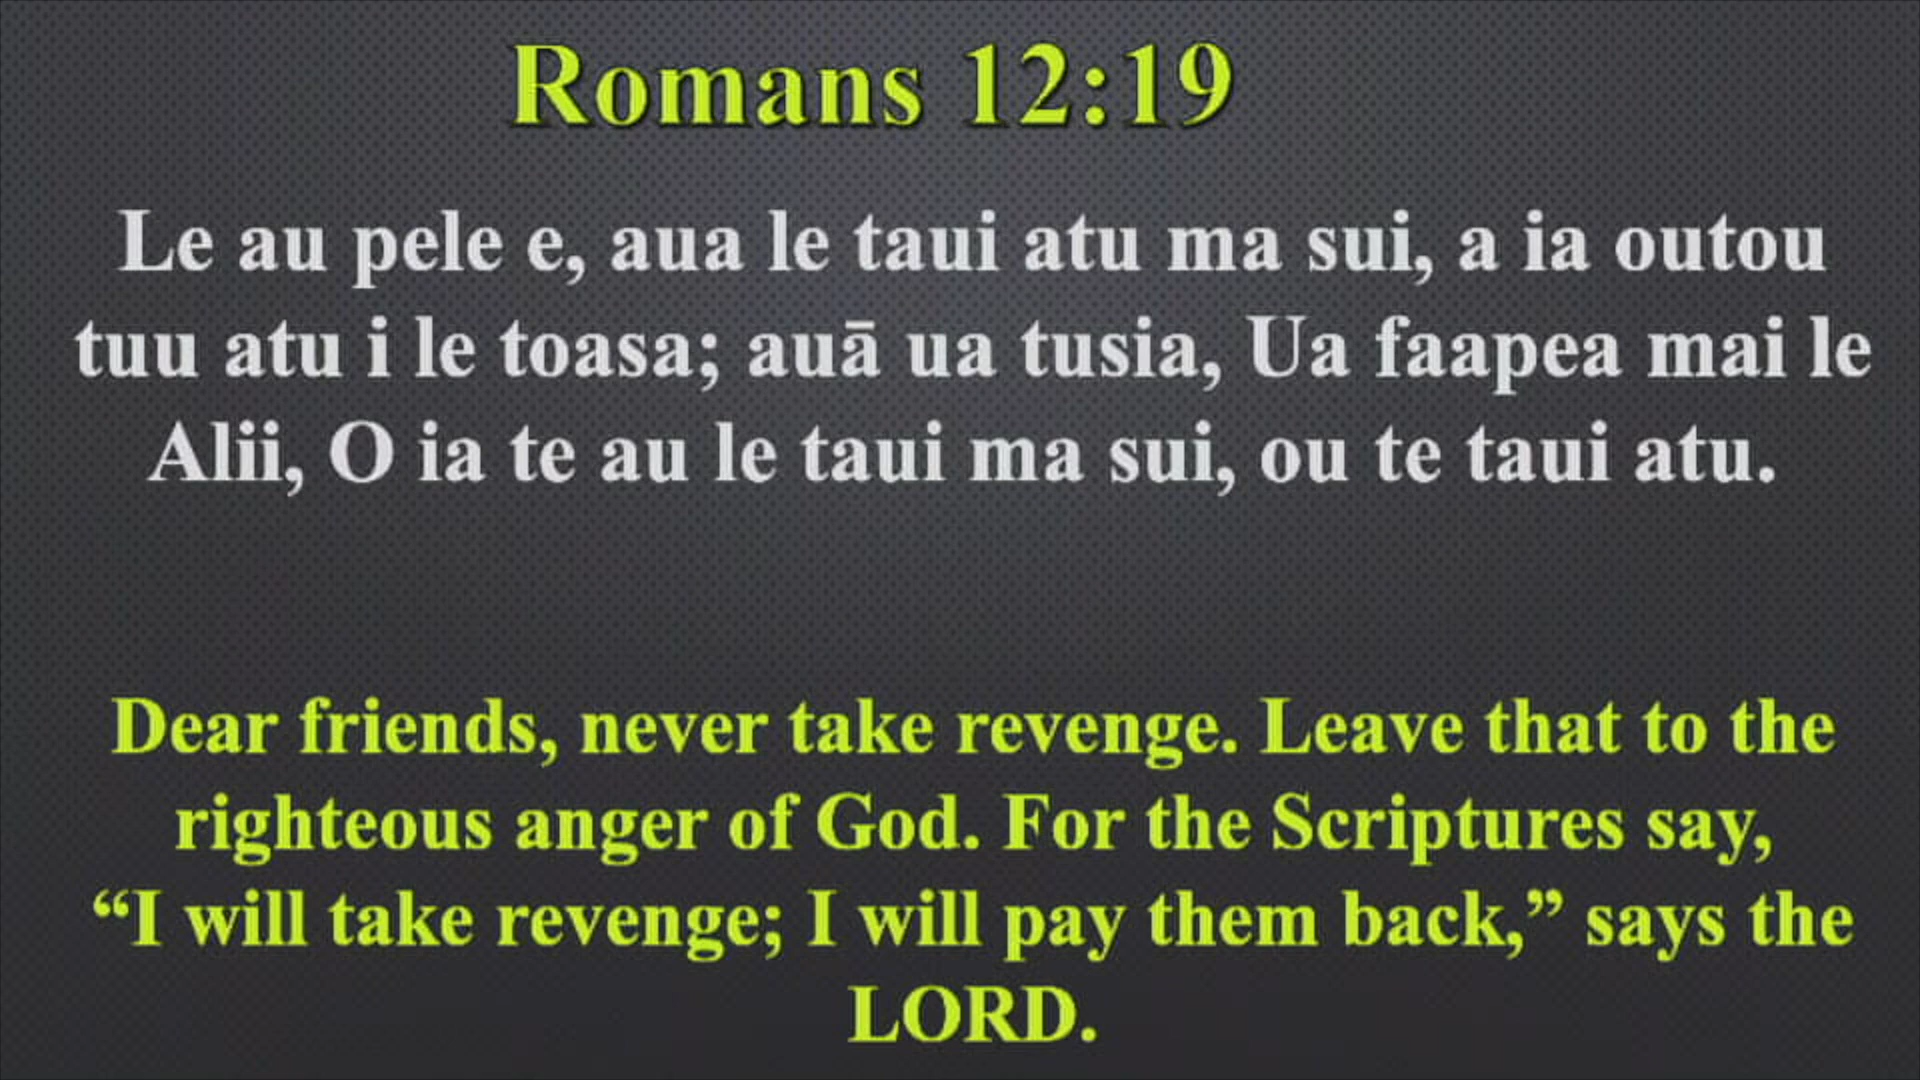 Romans 12:19
Le au pele e, aua le taui atu ma sui, a ia outou
tuu atu i le toasa; auā ua tusia, Ua faapea mai le
Alii, O ia te au le taui ma sui, ou te taui atu.
Dear friends, never take revenge. Leave that to the
righteous anger of God. For the Scriptures say,
“I will take revenge; I will pay them back,” says the
LORD.